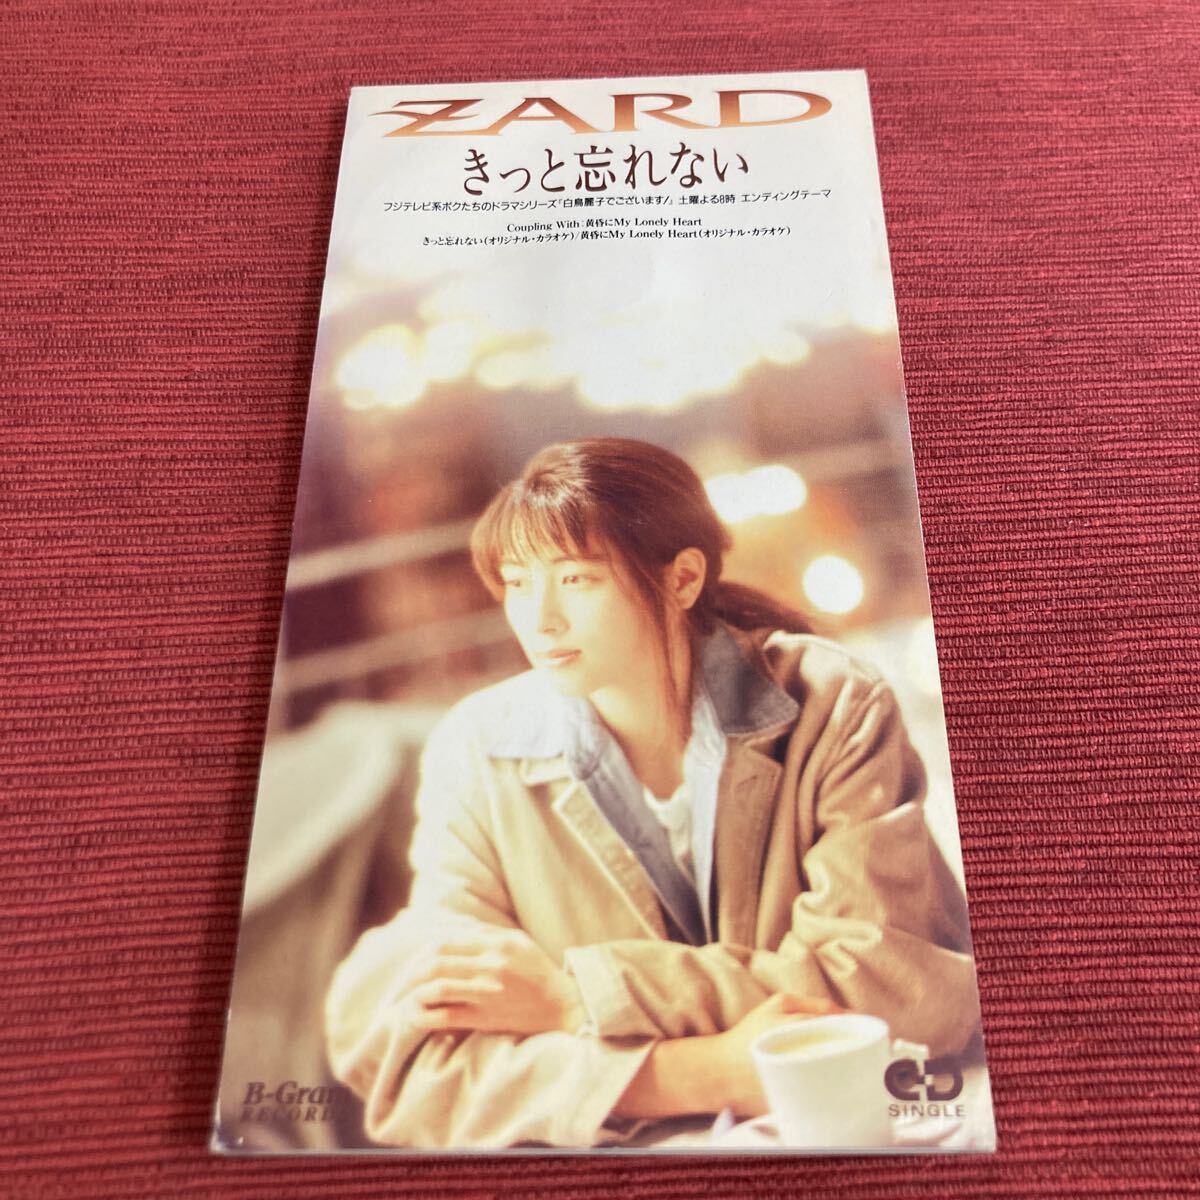 ZARD
きっと忘れない
フジテレビ系ボクたちのドラマシリーズ「白鳥麗子でございます!」土曜よる8時 エンディングテーマ
Coupling With:黄昏にMy Lonely Heart
きっと忘れない(オリジナル・カラオケ)/黄昏にMy Lonely Heart(オリジナル・カラオケ)
B-Gram
RECORDS
CD
SINGLE